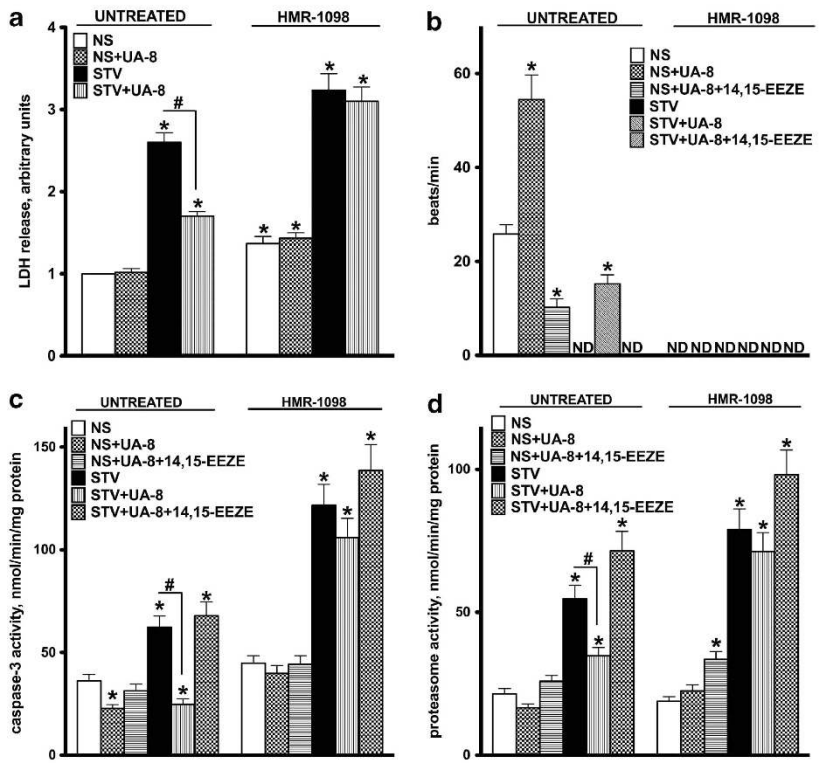 a
UNTREATED
HMR-1098
NS
NS+UA-8
STV
STV+UA-8
LDH release, arbitrary units
4
3
2
1
0
*
#
*
*
*
*
*
b
UNTREATED
HMR-1098
NS
NS+UA-8
NS+UA-8+14,15-EEZE
STV
STV+UA-8
STV+UA-8+14,15-EEZE
beats/min
60
40
20
0
*
*
ND
*
ND
ND ND ND ND ND ND
c
UNTREATED
HMR-1098
NS
NS+UA-8
NS+UA-8+14,15-EEZE
STV
STV+UA-8
STV+UA-8+14,15-EEZE
caspase-3 activity, nmol/min/mg protein
150
100
50
0
*
*
#
*
*
*
*
*
d
UNTREATED
HMR-1098
NS
NS+UA-8
NS+UA-8+14,15-EEZE
STV
STV+UA-8
STV+UA-8+14,15-EEZE
proteasome activity, nmol/min/mg protein
100
50
0
*
#
*
*
*
*
*
*